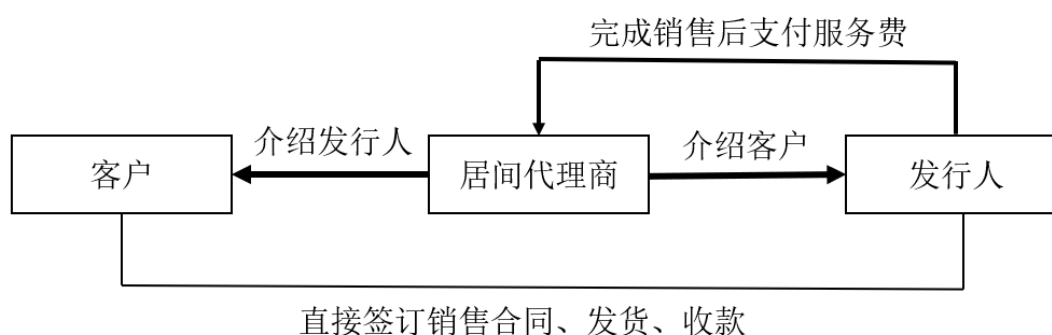 完成销售后支付服务费
介绍发行人
介绍客户
客户
居间代理商
发行人
直接签订销售合同、发货、收款